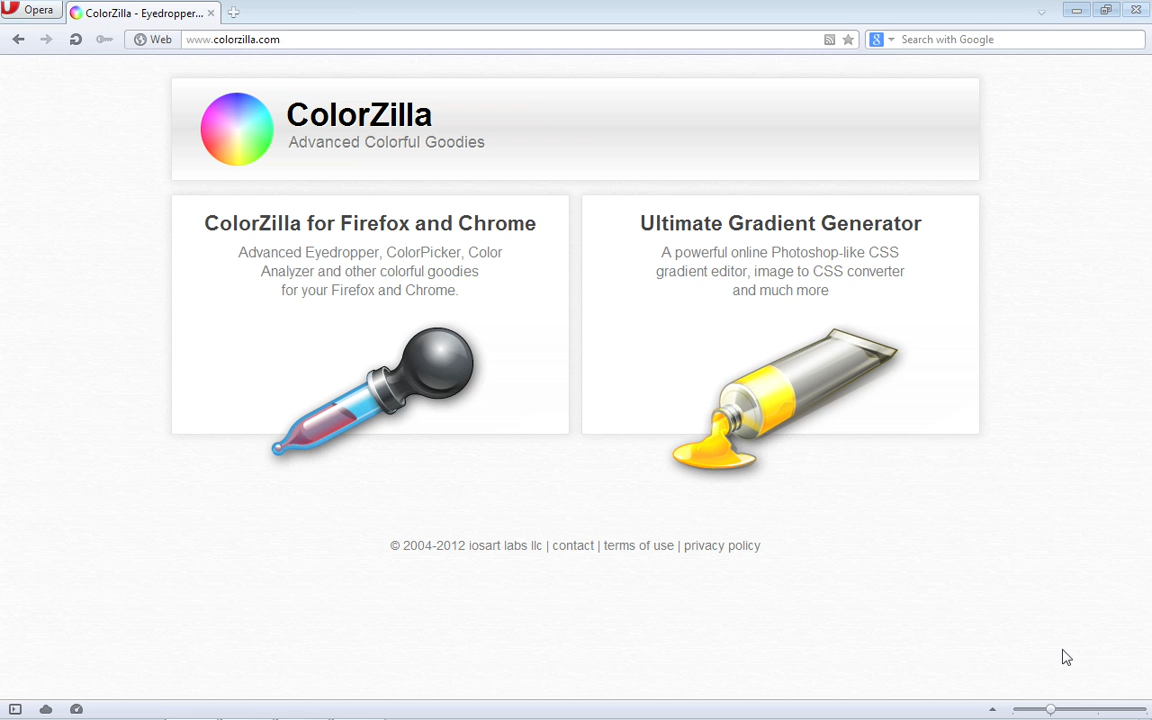 Opera
ColorZilla - Eyedropper...
Web
www.colorzilla.com
Search with Google
ColorZilla
Advanced Colorful Goodies
ColorZilla for Firefox and Chrome
Advanced Eyedropper, ColorPicker, Color
Analyzer and other colorful goodies
for your Firefox and Chrome.
Ultimate Gradient Generator
A powerful online Photoshop-like CSS
gradient editor, image to CSS converter
and much more
© 2004-2012 iosart labs llc | contact | terms of use | privacy policy